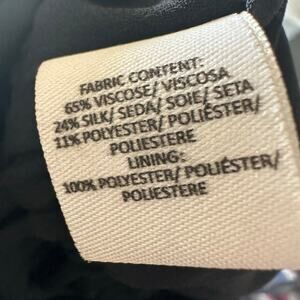 FABRIC CONTENT:
65% VISCOSE/ VISCOSA
24% SILK/ SEDA/ SOIE/ SETA
11% POLYESTER/ POLIÉSTER/
POLIESTERE
LINING:
100% POLYESTER/ POLIÉSTER/
POLIESTERE